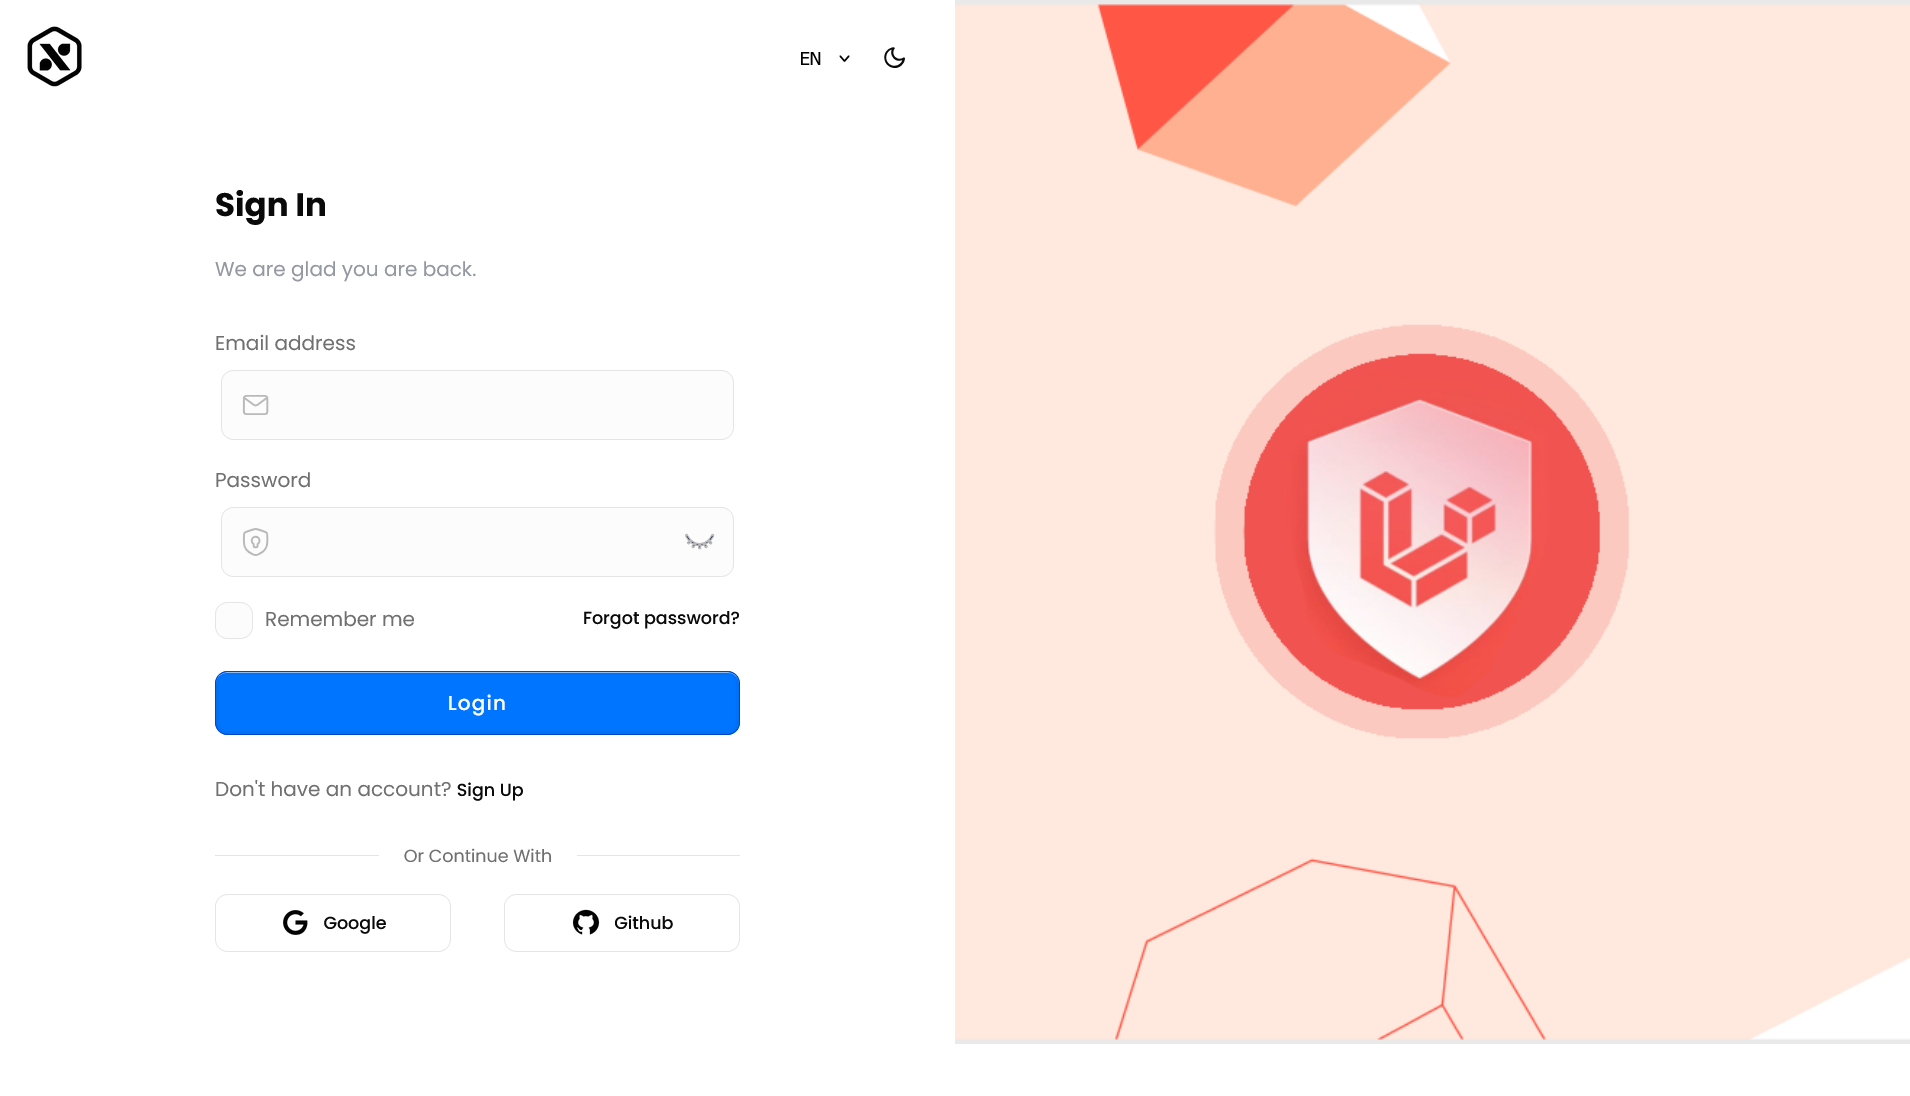 EN
Sign In
We are glad you are back.
Email address
Password
Remember me
Forgot password?
Login
Don't have an account? Sign Up
Or Continue With
Google
Github